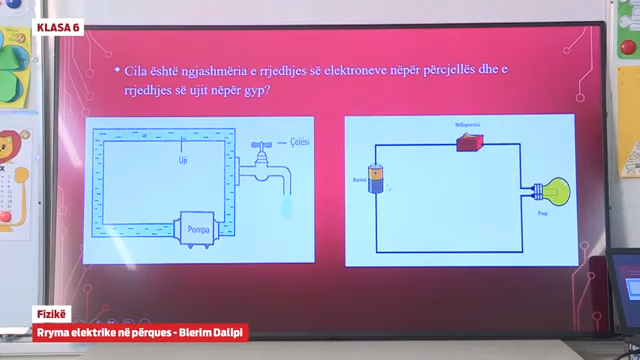 KLASA 6
• Cila është ngjashmëria e rrjedhjes së elektroneve nëpër përcjellës dhe e
rrjedhjes së ujit nëpër gyp?
Çelësi
Uji
Pompa
Ndërprerësi
Burimi
Poqi
Fizikë
Rryma elektrike në përques - Blerim Dalipi